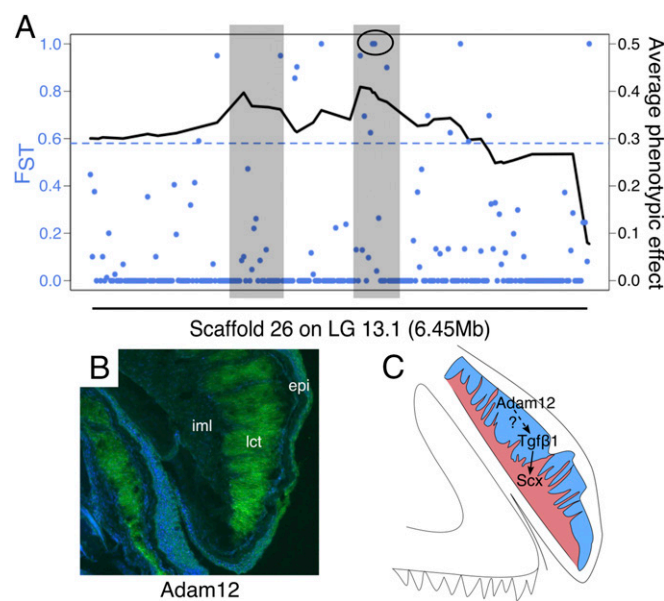 A
1.0
0.8
0.6
0.4
0.2
0.0
FST
0.5
0.4
0.3
0.2
0.1
0.0
Average phenotypic effect
Scaffold 26 on LG 13.1 (6.45Mb)
B
epi
iml
lct
Adam12
C
Adam12
?
Tgfβ1
Scx